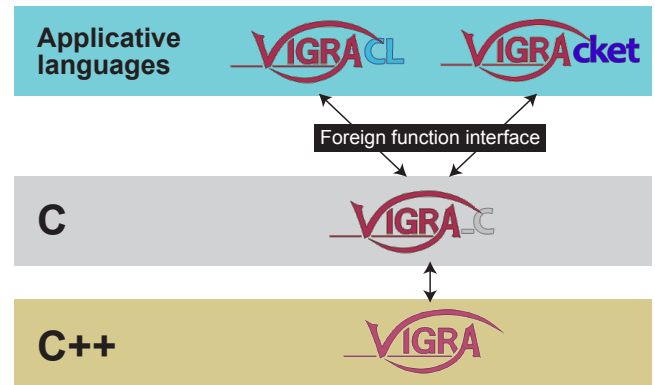 Applicative
languages
VIGRACL
VIGRAcket
Foreign function interface
C
VIGRA_C
C++
VIGRA